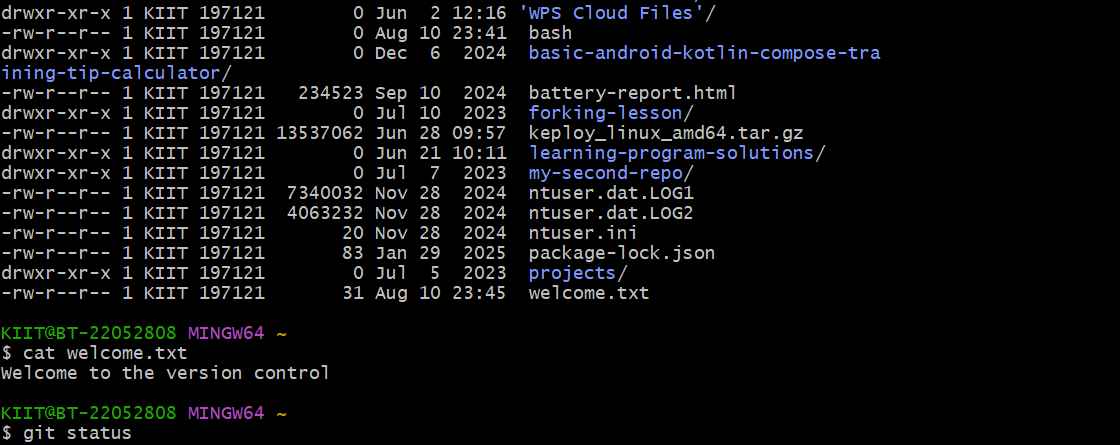 drwxr-xr-x 1 KIIT 197121        0 Jun  2 12:16 'WPS Cloud Files'/
-rw-r--r-- 1 KIIT 197121        0 Aug 10 23:41  bash
drwxr-xr-x 1 KIIT 197121        0 Dec  6  2024  basic-android-kotlin-compose-tra
ining-tip-calculator/
-rw-r--r-- 1 KIIT 197121   234523 Sep 10  2024  battery-report.html
drwxr-xr-x 1 KIIT 197121        0 Jul 10  2023  forking-lesson/
-rw-r--r-- 1 KIIT 197121 13537062 Jun 28 09:57  keploy_linux_amd64.tar.gz
drwxr-xr-x 1 KIIT 197121        0 Jun 21 10:11  learning-program-solutions/
drwxr-xr-x 1 KIIT 197121        0 Jul  7  2023  my-second-repo/
-rw-r--r-- 1 KIIT 197121  7340032 Nov 28  2024  ntuser.dat.LOG1
-rw-r--r-- 1 KIIT 197121  4063232 Nov 28  2024  ntuser.dat.LOG2
-rw-r--r-- 1 KIIT 197121       20 Nov 28  2024  ntuser.ini
-rw-r--r-- 1 KIIT 197121       83 Jan 29  2025  package-lock.json
drwxr-xr-x 1 KIIT 197121        0 Jul  5  2023  projects/
-rw-r--r-- 1 KIIT 197121       31 Aug 10 23:45  welcome.txt
KIIT@BT-22052808 MINGW64 ~
$ cat welcome.txt
Welcome to the version control
KIIT@BT-22052808 MINGW64 ~
$ git status